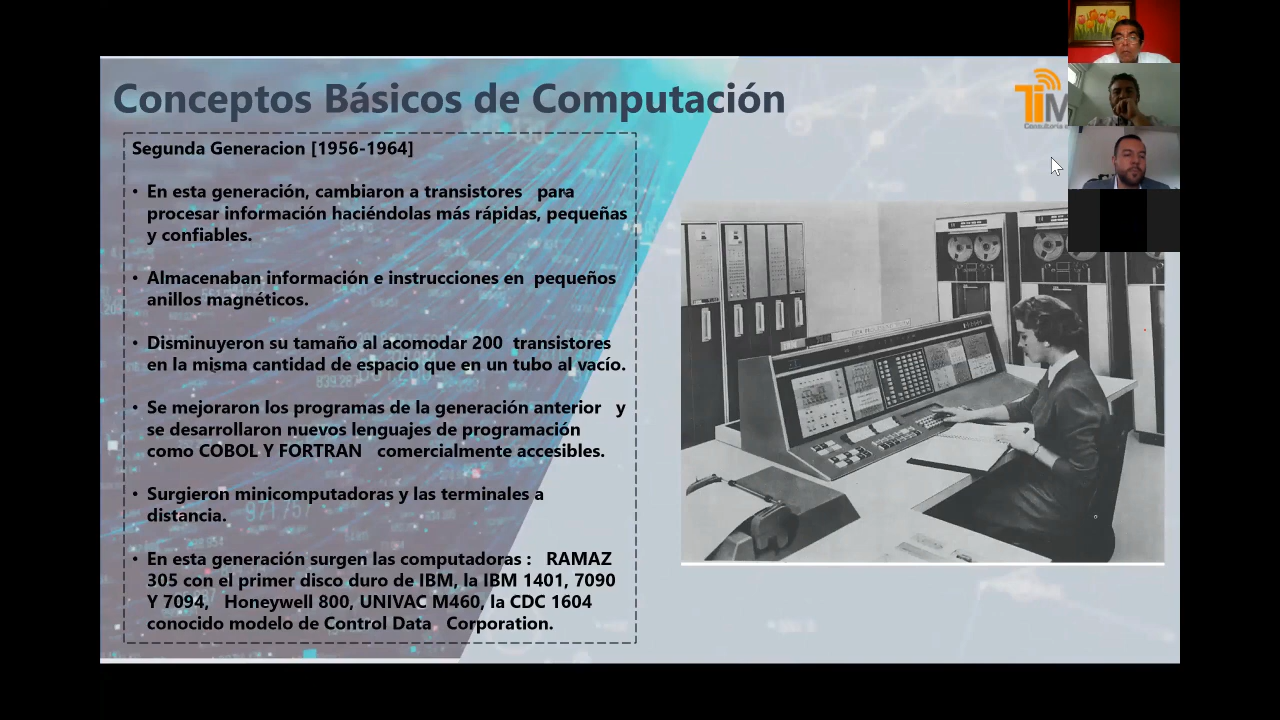 Conceptos Básicos de Computación
TiM
Consultoría
Segunda Generacion [1956-1964]
• En esta generación, cambiaron a transistores para
procesar información haciéndolas más rápidas, pequeñas
y confiables.
• Almacenaban información e instrucciones en pequeños
anillos magnéticos.
• Disminuyeron su tamaño al acomodar 200 transistores
en la misma cantidad de espacio que en un tubo al vacío.
• Se mejoraron los programas de la generación anterior y
se desarrollaron nuevos lenguajes de programación
como COBOL Y FORTRAN comercialmente accesibles.
• Surgieron minicomputadoras y las terminales a
distancia.
• En esta generación surgen las computadoras : RAMAZ
305 con el primer disco duro de IBM, la IBM 1401, 7090
Y 7094, Honeywell 800, UNIVAC M460, la CDC 1604
conocido modelo de Control Data Corporation.